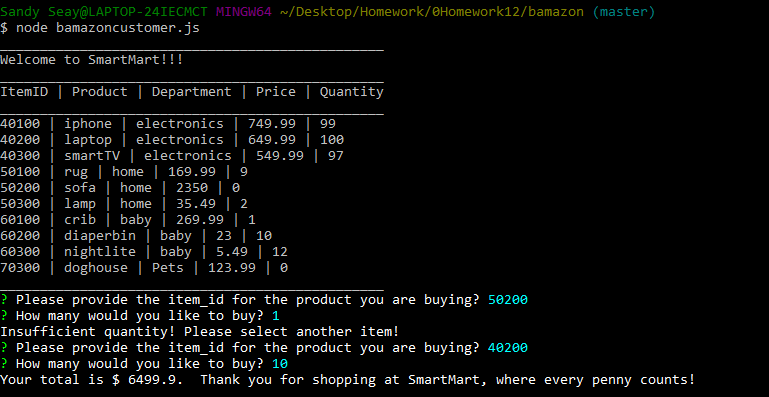 Sandy Seay@LAPTOP-24IECMCT MINGW64 ~/Desktop/Homework/0Homework12/bamazon (master)
$ node bamazoncustomer.js
Welcome to SmartMart!!!
ItemID | Product | Department | Price | Quantity
40100 | iphone | electronics | 749.99 | 99
40200 | laptop | electronics | 649.99 | 100
40300 | smartTV | electronics | 549.99 | 97
50100 | rug | home | 169.99 | 9
50200 | sofa | home | 2350 | 0
50300 | lamp | home | 35.49 | 2
60100 | crib | baby | 269.99 | 1
60200 | diaperbin | baby | 23 | 10
60300 | nightlite | baby | 5.49 | 12
70300 | doghouse | Pets | 123.99 | 0
? Please provide the item_id for the product you are buying? 50200
? How many would you like to buy? 1
Insufficient quantity! Please select another item!
? Please provide the item_id for the product you are buying? 40200
? How many would you like to buy? 10
Your total is $ 6499.9.  Thank you for shopping at SmartMart, where every penny counts!